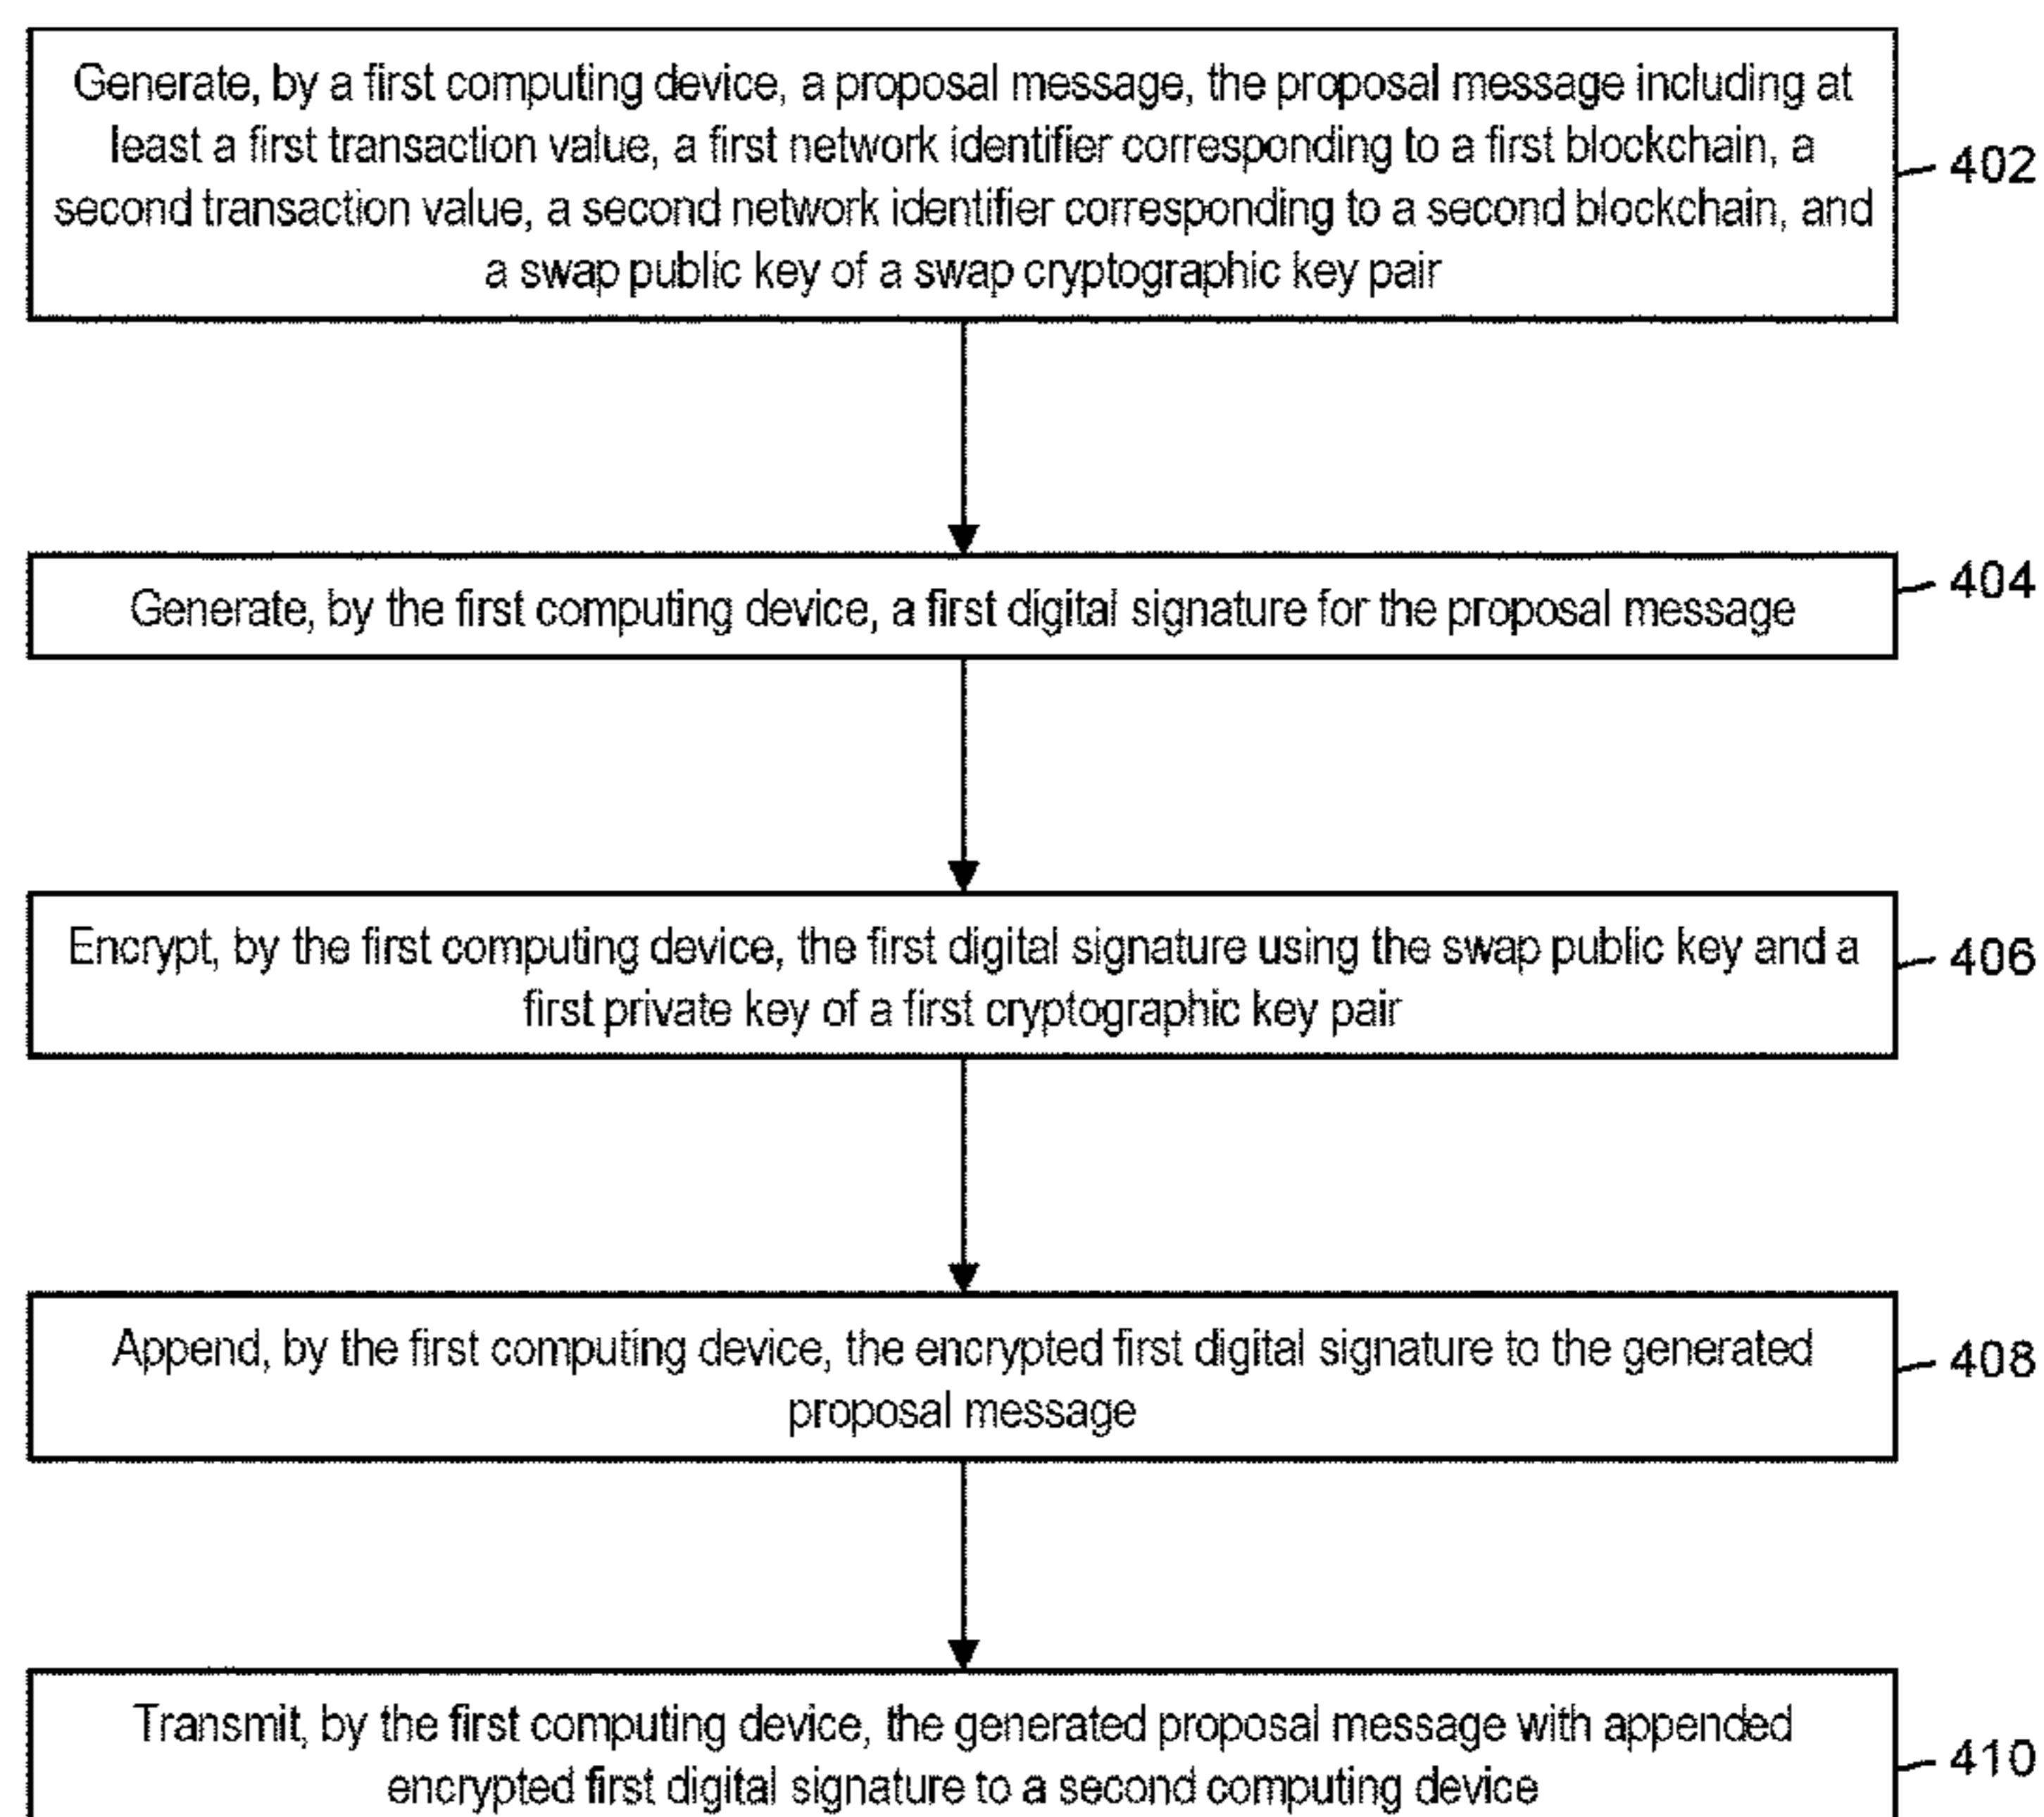 Generate, by a first computing device, a proposal message, the proposal message including at
least a first transaction value, a first network identifier corresponding to a first blockchain, a
second transaction value, a second network identifier corresponding to a second blockchain, and
a swap public key of a swap cryptographic key pair
402
Generate, by the first computing device, a first digital signature for the proposal message
404
Encrypt, by the first computing device, the first digital signature using the swap public key and a
first private key of a first cryptographic key pair
406
Append, by the first computing device, the encrypted first digital signature to the generated
proposal message
408
Transmit, by the first computing device, the generated proposal message with appended
encrypted first digital signature to a second computing device
410